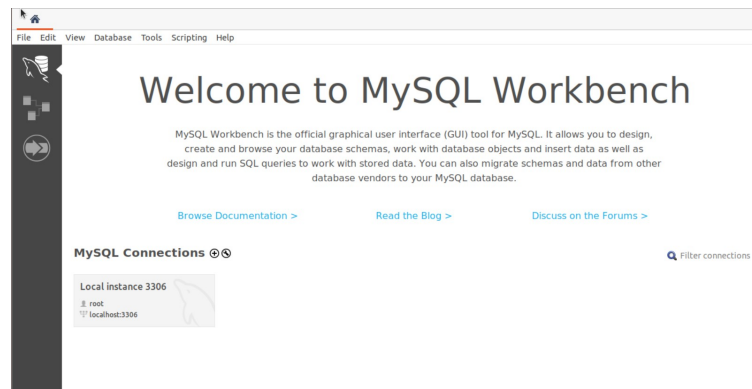 File Edit View Database Tools Scripting Help
Welcome to MySQL Workbench
MySQL Workbench is the official graphical user interface (GUI) tool for MySQL. It allows you to design,
create and browse your database schemas, work with database objects and insert data as well as
design and run SQL queries to work with stored data. You can also migrate schemas and data from other
database vendors to your MySQL database.
Browse Documentation > Read the Blog > Discuss on the Forums >
MySQL Connections
Filter connections
Local instance 3306
root
localhost:3306